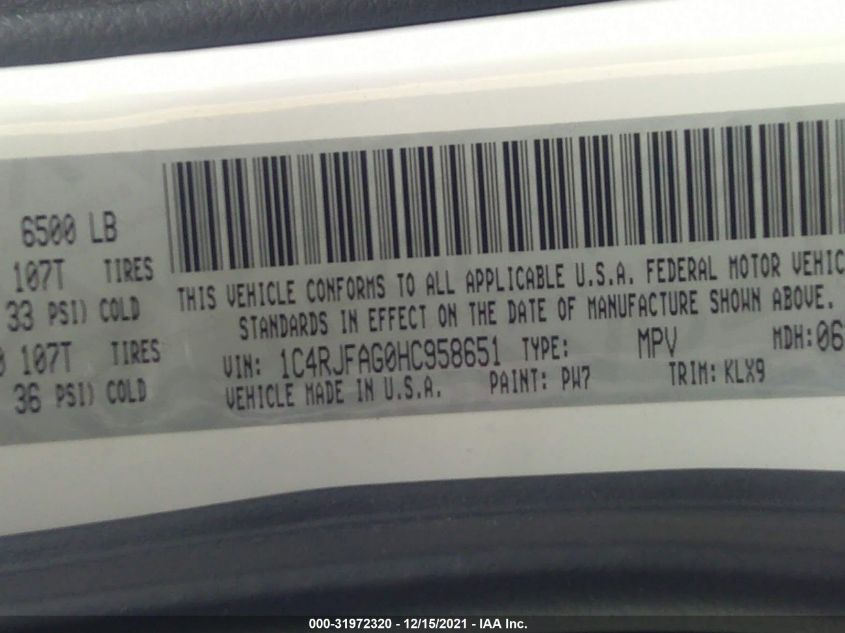 6500 LB
107T TIRES
33 PSI) COLD
107T TIRES
36 PSI) COLD
THIS VEHICLE CONFORMS TO ALL APPLICABLE U.S.A. FEDERAL MOTOR VEHIC
STANDARDS IN EFFECT ON THE DATE OF MANUFACTURE SHOWN ABOVE.
VIN: 1C4RJFAG0HC958651 TYPE: MPV MDH: 06
VEHICLE MADE IN U.S.A. PAINT: PW7 TRIM: KLX9
000-31972320 - 12/15/2021 - IAA Inc.